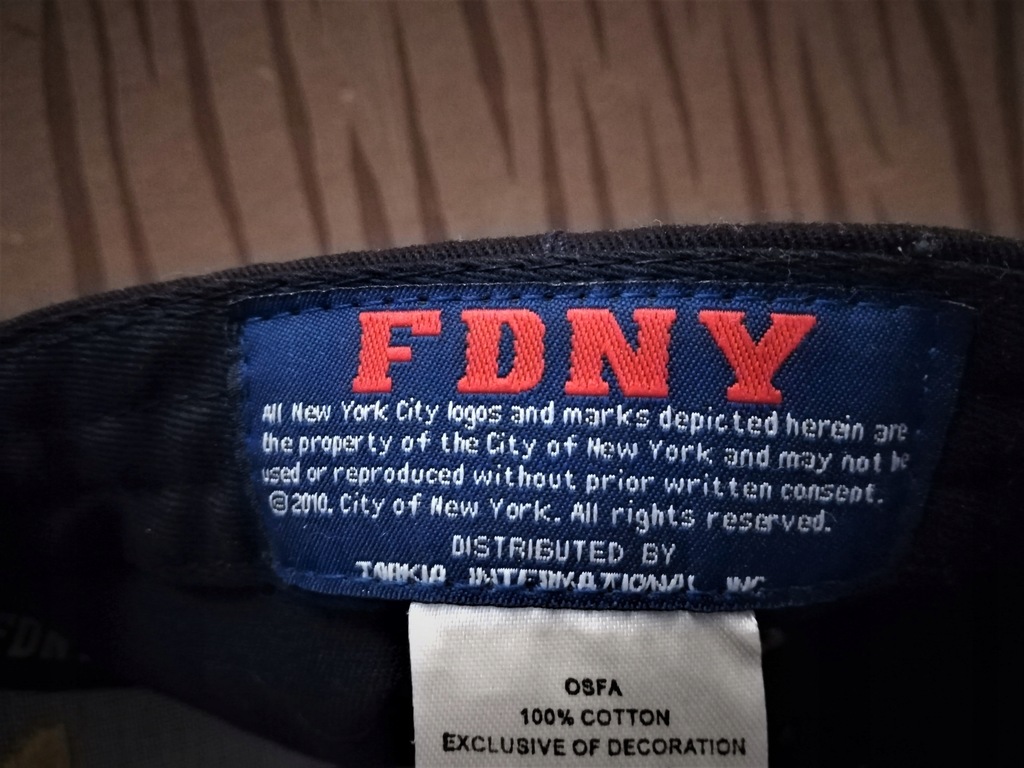 FDNY
All New York City logos and marks depicted herein are
the property of the City of New York and may not be
used or reproduced without prior written consent.
©2010. City of New York. All rights reserved.
DISTRIBUTED BY
INTERNATIONAL INC
OSFA
100% COTTON
EXCLUSIVE OF DECORATION